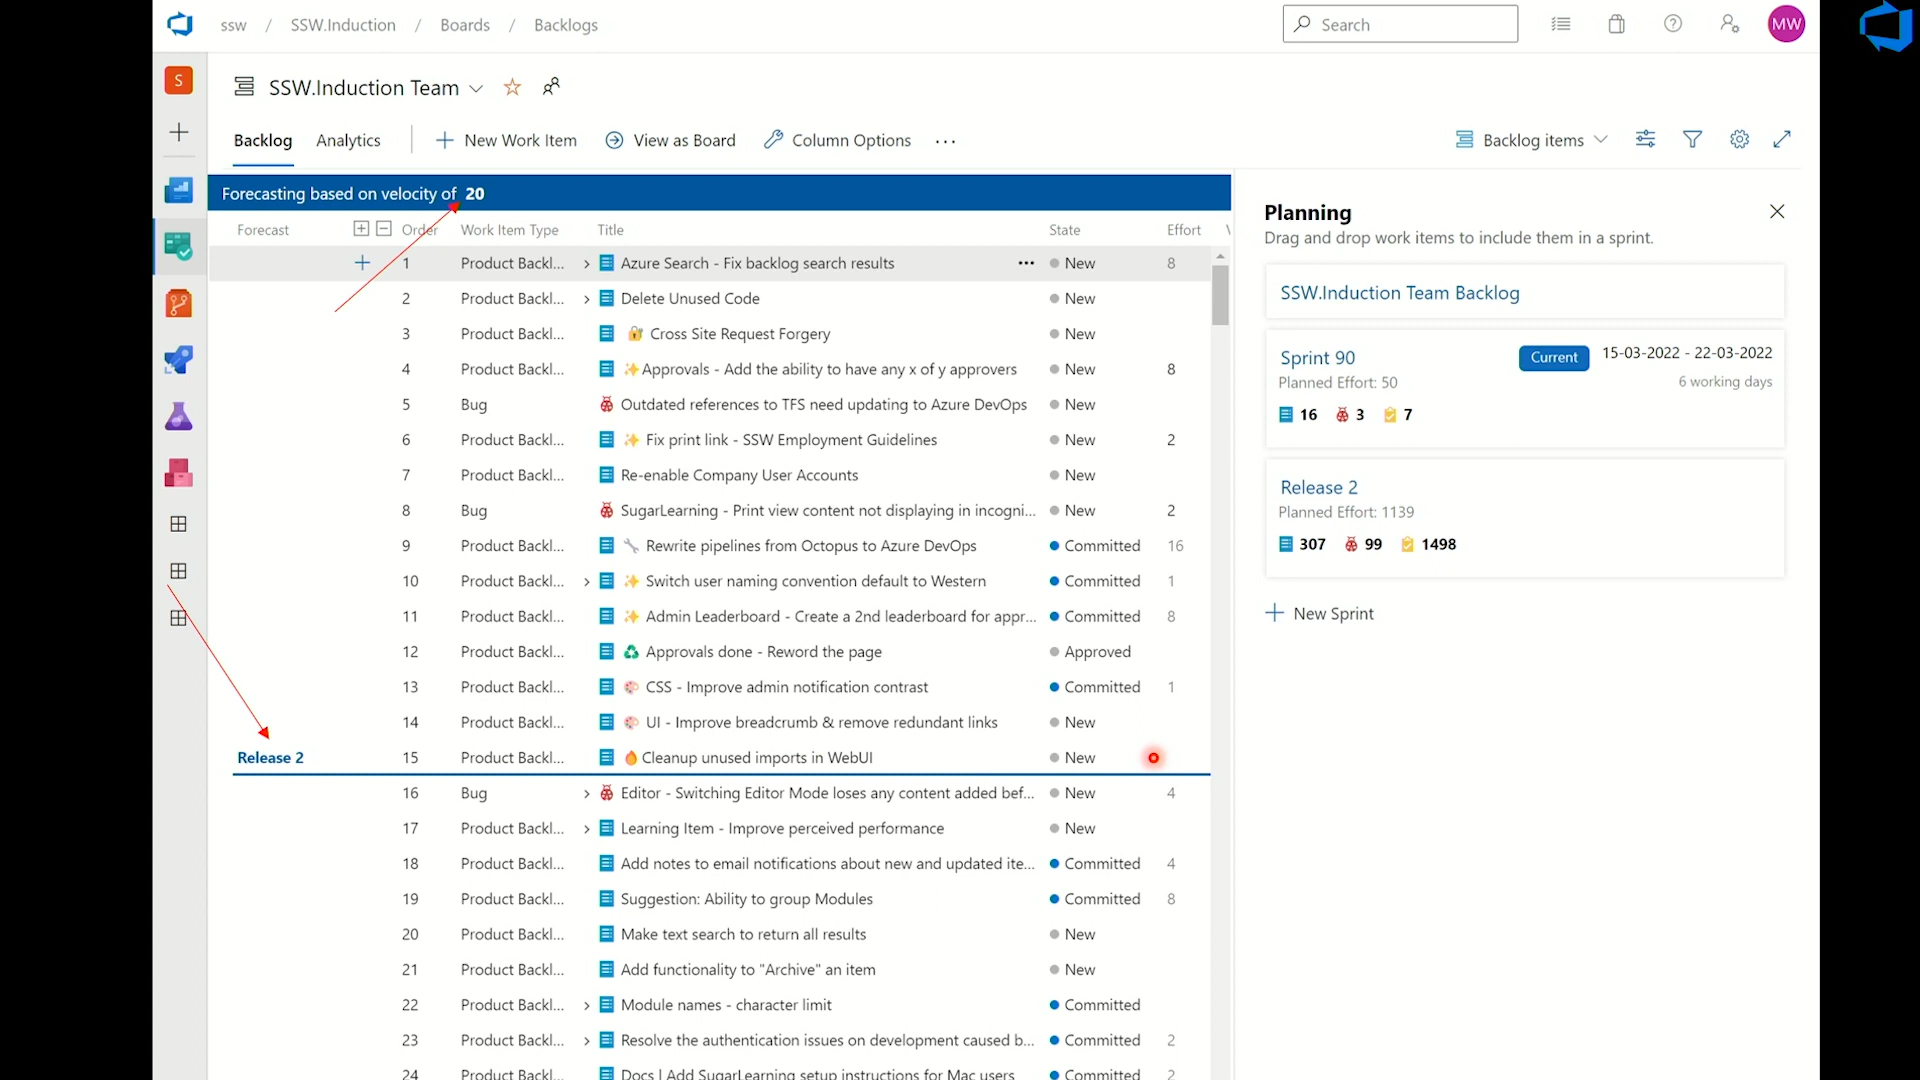 ssw / SSW.Induction / Boards / Backlogs
Search
MW
S
SSW.Induction Team
Backlog Analytics New Work Item View as Board Column Options ... Backlog items
Forecasting based on velocity of 20
Forecast Order Work Item Type Title State Effort
1 Product Backl... Azure Search - Fix backlog search results ... New 8
2 Product Backl... Delete Unused Code New
3 Product Backl... Cross Site Request Forgery New
4 Product Backl... Approvals - Add the ability to have any x of y approvers New 8
5 Bug Outdated references to TFS need updating to Azure DevOps New
6 Product Backl... Fix print link - SSW Employment Guidelines New 2
7 Product Backl... Re-enable Company User Accounts New
8 Bug SugarLearning - Print view content not displaying in incogni... New 2
9 Product Backl... Rewrite pipelines from Octopus to Azure DevOps Committed 16
10 Product Backl... Switch user naming convention default to Western Committed 1
11 Product Backl... Admin Leaderboard - Create a 2nd leaderboard for appr... Committed 8
12 Product Backl... Approvals done - Reword the page Approved
13 Product Backl... CSS - Improve admin notification contrast Committed 1
14 Product Backl... UI - Improve breadcrumb & remove redundant links New
Release 2 15 Product Backl... Cleanup unused imports in WebUI New
16 Bug Editor - Switching Editor Mode loses any content added bef... New 4
17 Product Backl... Learning Item - Improve perceived performance New
18 Product Backl... Add notes to email notifications about new and updated ite... Committed 4
19 Product Backl... Suggestion: Ability to group Modules Committed 8
20 Product Backl... Make text search to return all results New
21 Product Backl... Add functionality to "Archive" an item New
22 Product Backl... Module names - character limit Committed
23 Product Backl... Resolve the authentication issues on development caused b... Committed 2
24 Product Backl... Docs | Add SugarLearning setup instructions for Mac users Committed 2
Planning
Drag and drop work items to include them in a sprint.
SSW.Induction Team Backlog
Sprint 90 Current 15-03-2022 - 22-03-2022
Planned Effort: 50 6 working days
16 3 7
Release 2
Planned Effort: 1139
307 99 1498
New Sprint